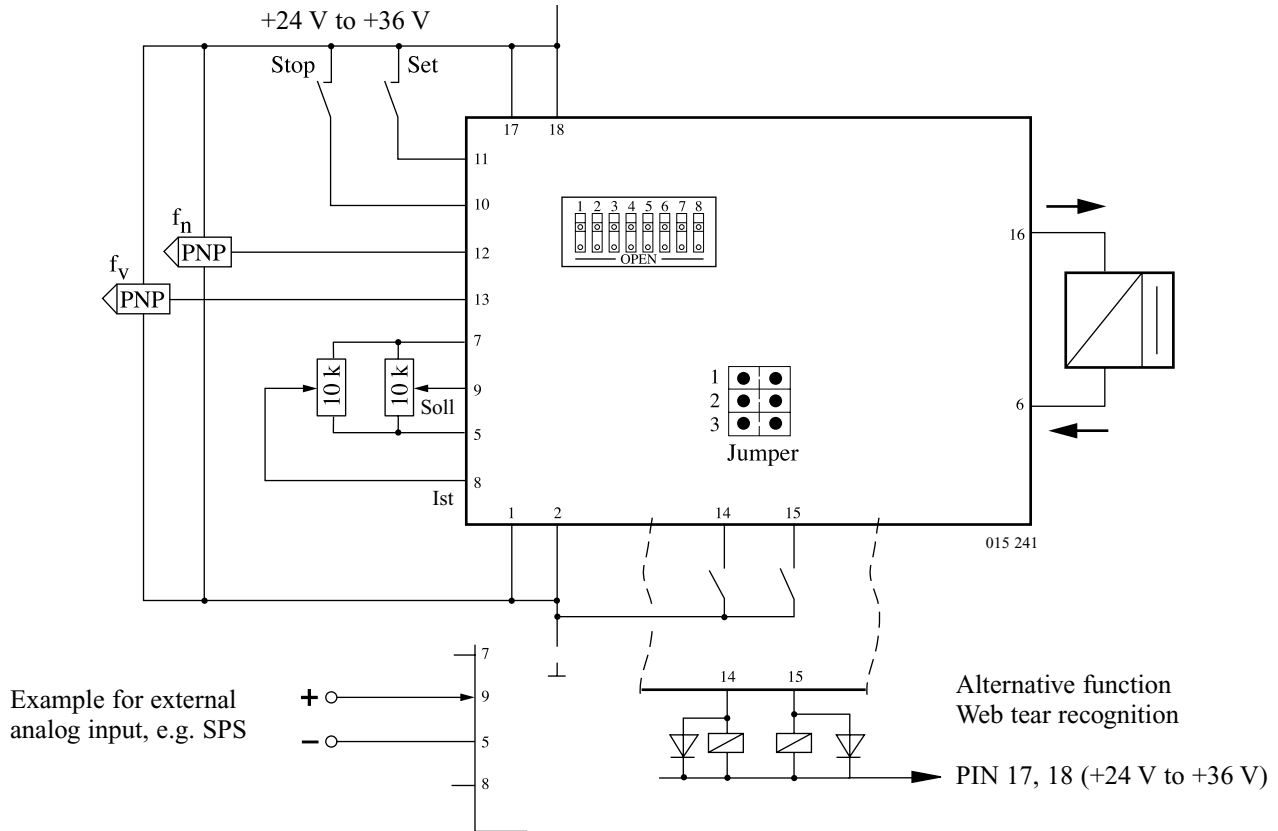 +24 V to +36 V
Stop
Set
17
18
11
10
1 2 3 4 5 6 7 8
OPEN
fn
PNP
12
16
fv
PNP
13
7
10 k
10 k
9
Soll
5
6
1
2
3
Jumper
8
Ist
1
2
14
15
015 241
7
Example for external
analog input, e.g. SPS
+
9
–
5
8
14
15
Alternative function
Web tear recognition
PIN 17, 18 (+24 V to +36 V)